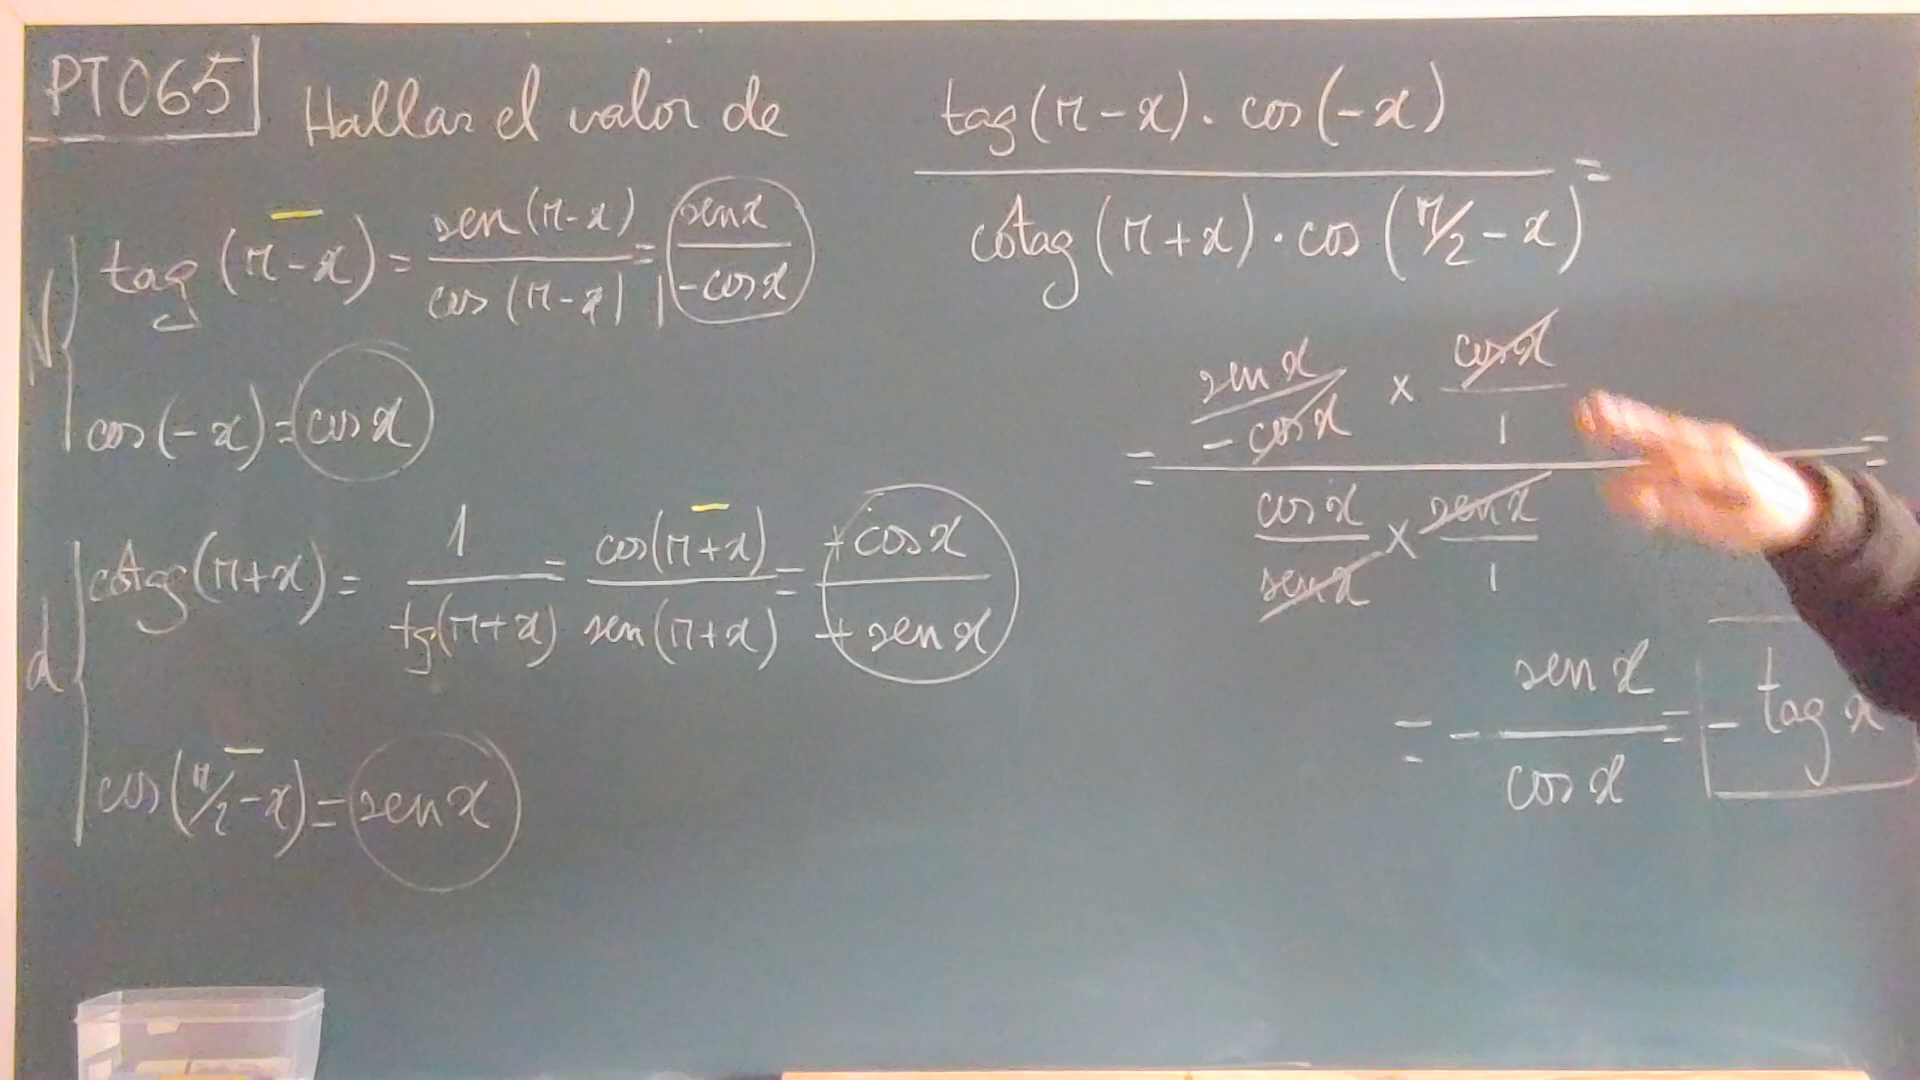 PT065 Hallar el valor de
tag(π-x) · cos(-x) / cotag(π+x) · cos(π/2-x) =
N
tag(π-x) = sen(π-x) / cos(π-x) = sen x / -cos x
cos(-x) = cos x
d
cotag(π+x) = 1 / tg(π+x) = cos(π+x) / sen(π+x) = +cos x / +sen x
cos(π/2-x) = sen x
= sen x / -cos x × cos x / 1
cos x / sen x × sen x / 1 =
= - sen x / cos x = - tag x